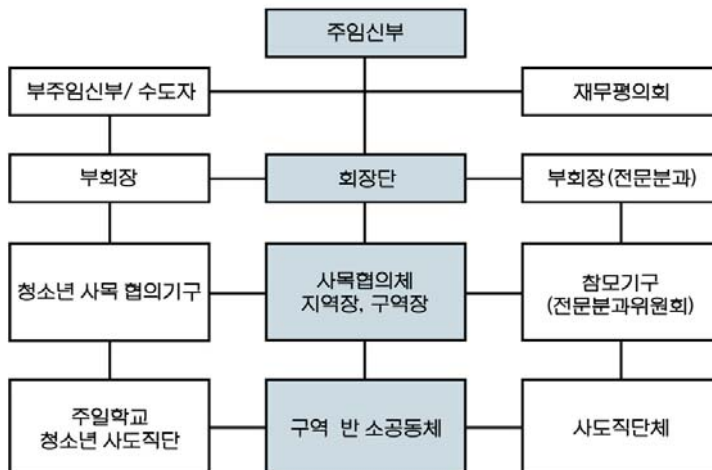 주임신부
부주임신부/ 수도자
재무평의회
부회장
회장단
부회장(전문분과)
청소년 사목 협의기구
사목협의체
지역장, 구역장
참모기구
(전문분과위원회)
주일학교
청소년 사도직단
구역 반 소공동체
사도직단체